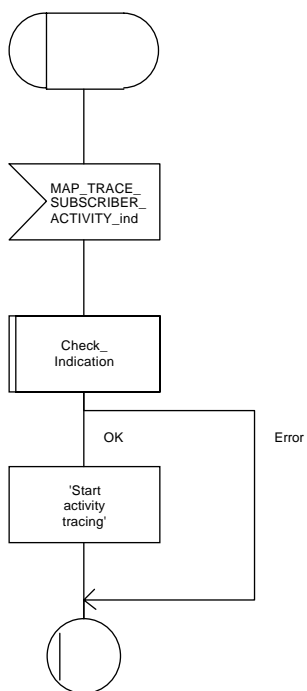 MAP_TRACE_
SUBSCRIBER_
ACTIVITY_ind
Check_
Indication
OK
Error
'Start
activity
tracing'